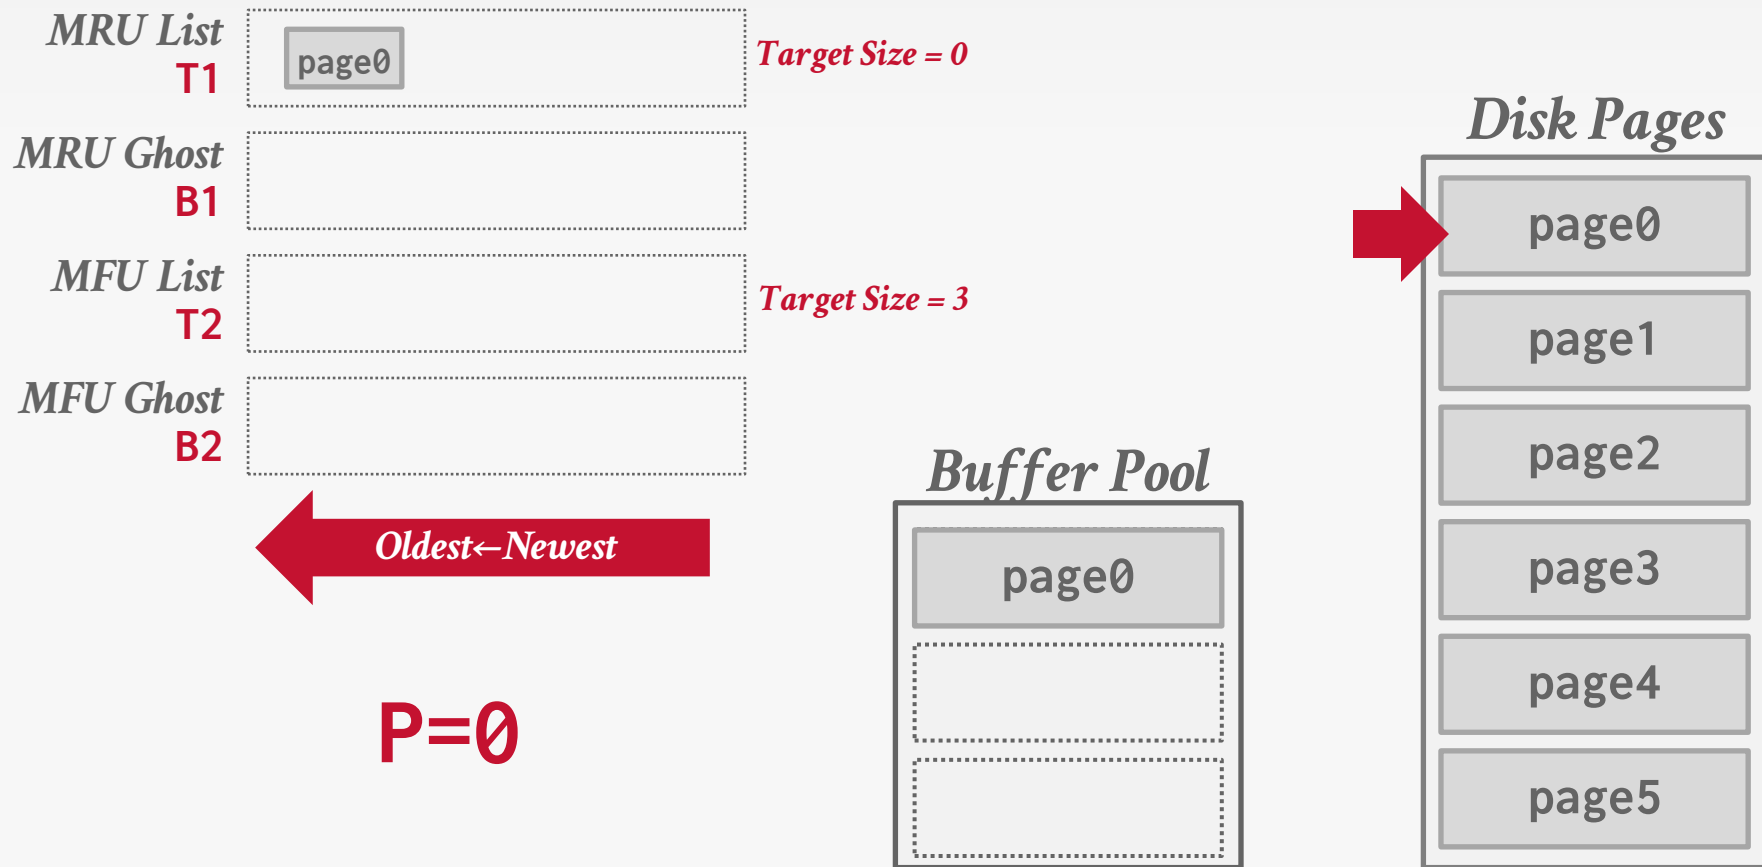 MRU List
T1
page0
Target Size = 0
MRU Ghost
B1
MFU List
T2
Target Size = 3
MFU Ghost
B2
Oldest←Newest
P=0
Buffer Pool
page0
Disk Pages
page0
page1
page2
page3
page4
page5